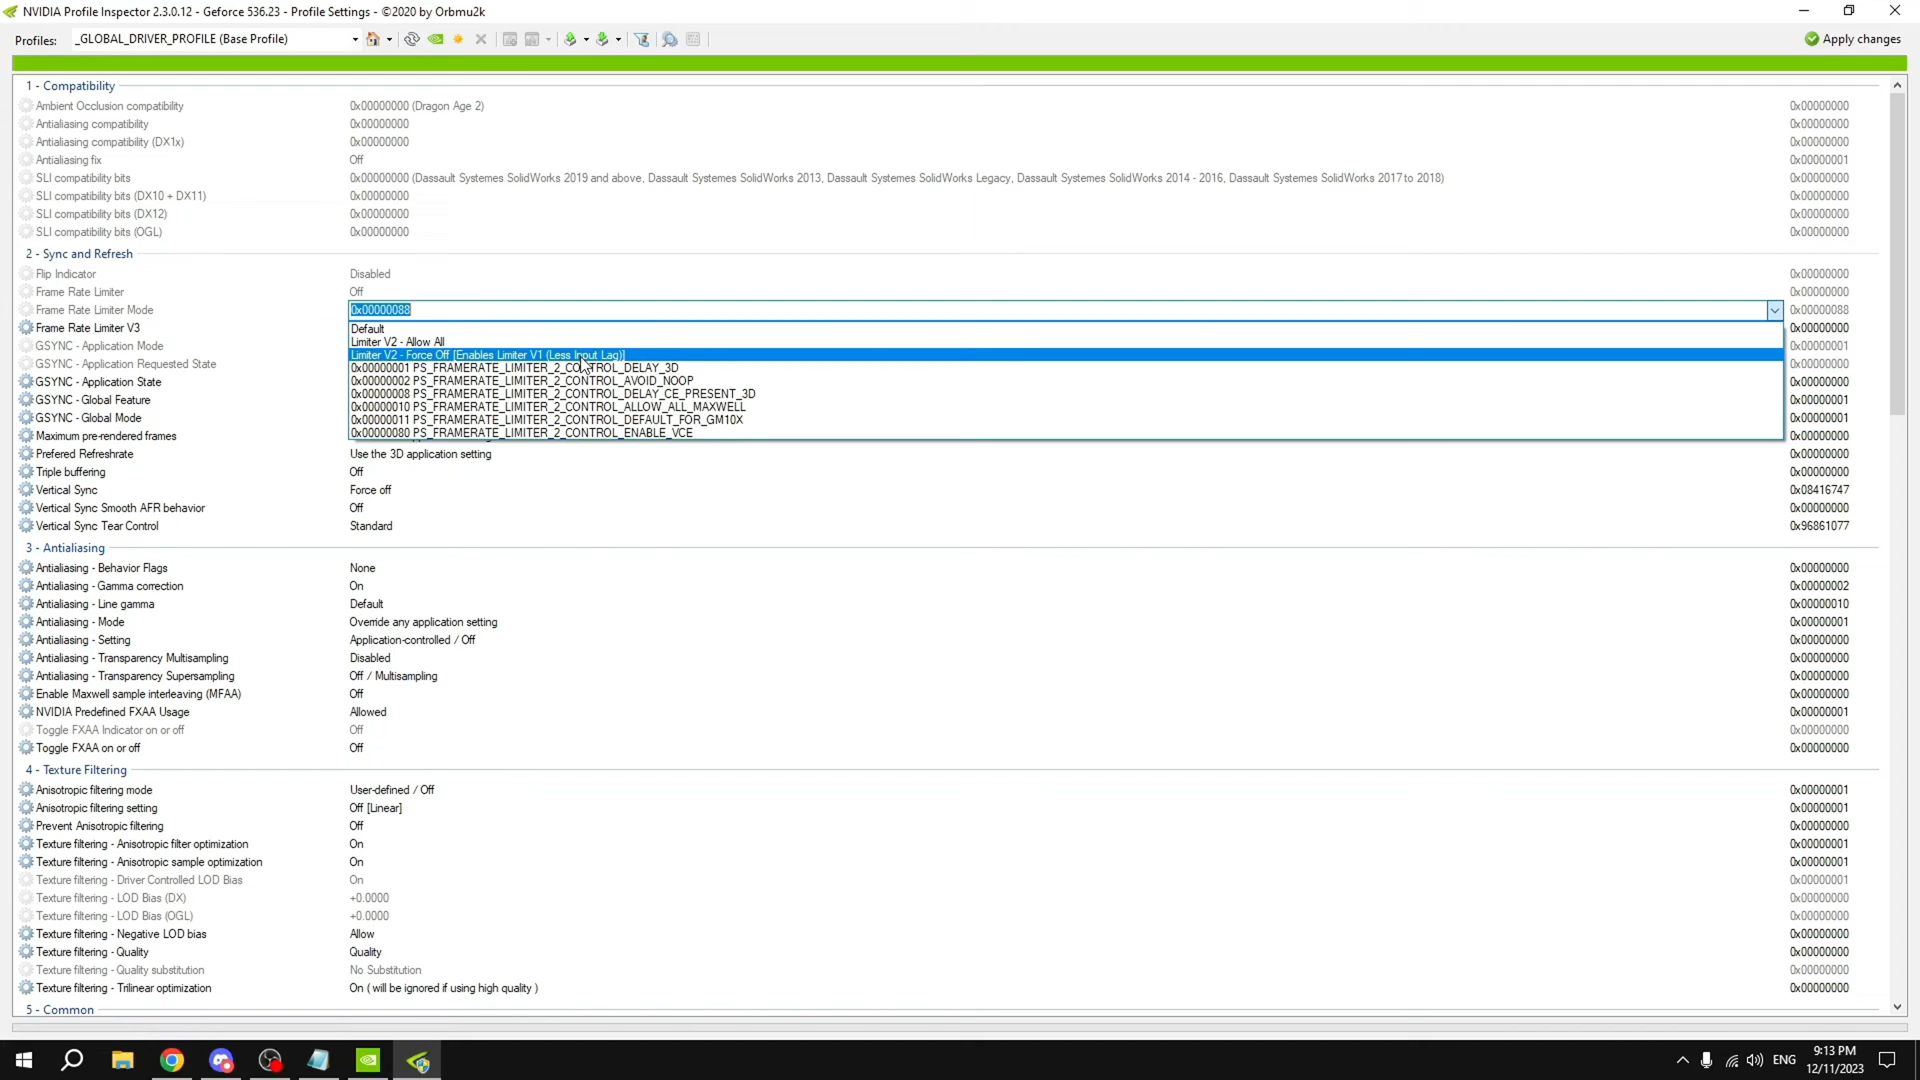 NVIDIA Profile Inspector 2.3.0.12 - Geforce 536.23 - Profile Settings - ©2020 by Orbmu2k
Profiles: _GLOBAL_DRIVER_PROFILE (Base Profile) Apply changes
1 - Compatibility
Ambient Occlusion compatibility 0x00000000 (Dragon Age 2) 0x00000000
Antialiasing compatibility 0x00000000 0x00000000
Antialiasing compatibility (DX1x) 0x00000000 0x00000000
Antialiasing fix Off 0x00000001
SLI compatibility bits 0x00000000 (Dassault Systemes SolidWorks 2019 and above, Dassault Systemes SolidWorks 2013, Dassault Systemes SolidWorks Legacy, Dassault Systemes SolidWorks 2014 - 2016, Dassault Systemes SolidWorks 2017 to 2018) 0x00000000
SLI compatibility bits (DX10 + DX11) 0x00000000 0x00000000
SLI compatibility bits (DX12) 0x00000000 0x00000000
SLI compatibility bits (OGL) 0x00000000 0x00000000
2 - Sync and Refresh
Flip Indicator Disabled 0x00000000
Frame Rate Limiter Off 0x00000000
Frame Rate Limiter Mode 0x00000088 0x00000088
Frame Rate Limiter V3 Default 0x00000000
GSYNC - Application Mode Limiter V2 - Allow All 0x00000001
Limiter V2 - Force Off [Enables Limiter V1 (Less Input Lag)]
GSYNC - Application Requested State 0x00000001 PS_FRAMERATE_LIMITER_2_CONTROL_DELAY_3D 0x00000000
GSYNC - Application State 0x00000002 PS_FRAMERATE_LIMITER_2_CONTROL_AVOID_NOOP 0x00000000
GSYNC - Global Feature 0x00000008 PS_FRAMERATE_LIMITER_2_CONTROL_DELAY_CE_PRESENT_3D 0x00000001
0x00000010 PS_FRAMERATE_LIMITER_2_CONTROL_ALLOW_ALL_MAXWELL
GSYNC - Global Mode 0x00000011 PS_FRAMERATE_LIMITER_2_CONTROL_DEFAULT_FOR_GM10X 0x00000001
Maximum pre-rendered frames 0x00000080 PS_FRAMERATE_LIMITER_2_CONTROL_ENABLE_VCE 0x00000000
Prefered Refreshrate Use the 3D application setting 0x00000000
Triple buffering Off 0x00000000
Vertical Sync Force off 0x08416747
Vertical Sync Smooth AFR behavior Off 0x00000000
Vertical Sync Tear Control Standard 0x96861077
3 - Antialiasing
Antialiasing - Behavior Flags None 0x00000000
Antialiasing - Gamma correction On 0x00000002
Antialiasing - Line gamma Default 0x00000010
Antialiasing - Mode Override any application setting 0x00000001
Antialiasing - Setting Application-controlled / Off 0x00000000
Antialiasing - Transparency Multisampling Disabled 0x00000000
Antialiasing - Transparency Supersampling Off / Multisampling 0x00000000
Enable Maxwell sample interleaving (MFAA) Off 0x00000000
NVIDIA Predefined FXAA Usage Allowed 0x00000001
Toggle FXAA Indicator on or off Off 0x00000000
Toggle FXAA on or off Off 0x00000000
4 - Texture Filtering
Anisotropic filtering mode User-defined / Off 0x00000001
Anisotropic filtering setting Off [Linear] 0x00000001
Prevent Anisotropic filtering Off 0x00000000
Texture filtering - Anisotropic filter optimization On 0x00000001
Texture filtering - Anisotropic sample optimization On 0x00000001
Texture filtering - Driver Controlled LOD Bias On 0x00000001
Texture filtering - LOD Bias (DX) +0.0000 0x00000000
Texture filtering - LOD Bias (OGL) +0.0000 0x00000000
Texture filtering - Negative LOD bias Allow 0x00000000
Texture filtering - Quality Quality 0x00000000
Texture filtering - Quality substitution No Substitution 0x00000000
Texture filtering - Trilinear optimization On ( will be ignored if using high quality ) 0x00000000
5 - Common
ENG 9:13 PM
12/11/2023